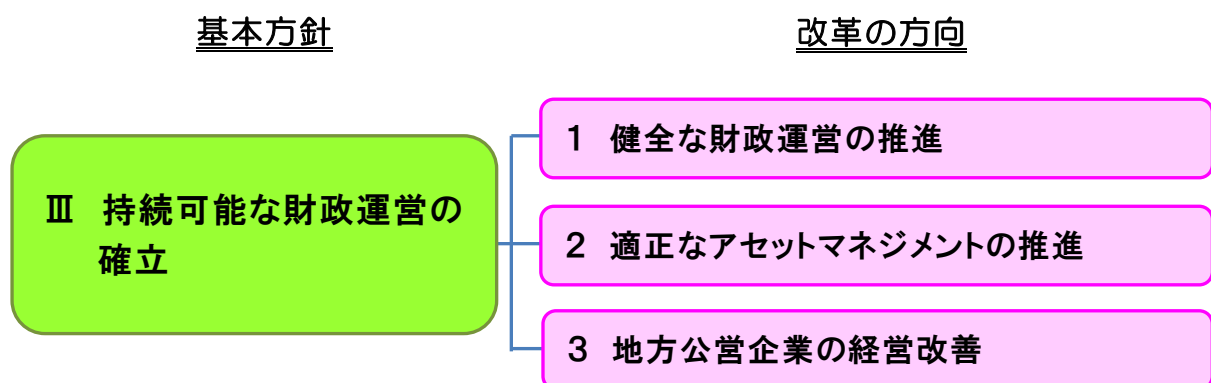 基本方針
改革の方向
１ 健全な財政運営の推進
Ⅲ 持続可能な財政運営の
確立
２ 適正なアセットマネジメントの推進
３ 地方公営企業の経営改善